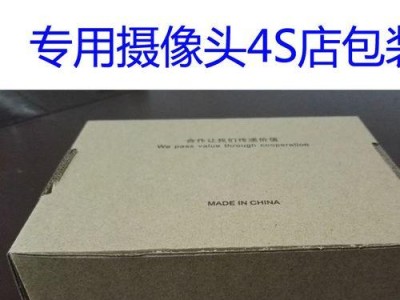 专用摄像头4S店包装
合作让我们传递价值
We pass value through cooperation
MADE IN CHINA